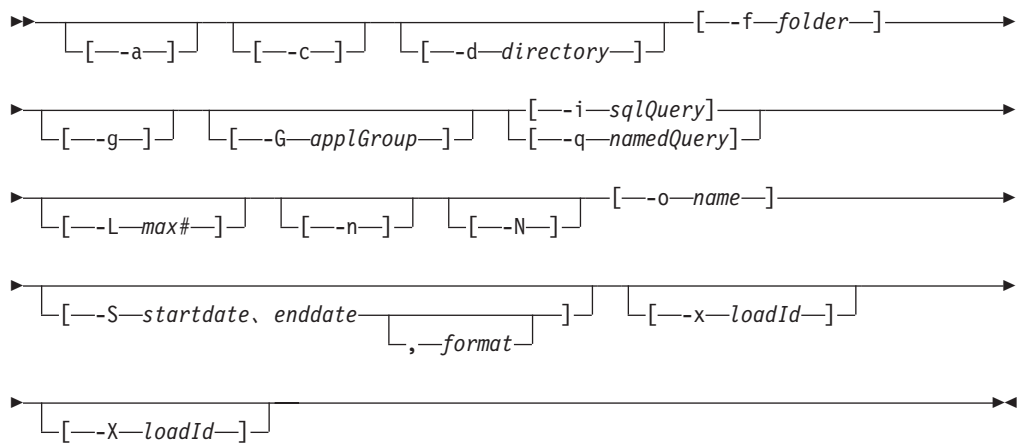 [ -f folder ]
[ -a ] [ -c ] [ -d directory ]
[ -i sqlQuery]
[ -g ] [ -G applGroup ] [ -q namedQuery]
[ -o name ]
[ -L max# ] [ -n ] [ -N ]
[ -S startdate、enddate ] [ -x loadId ]
, format
[ -X loadId ]